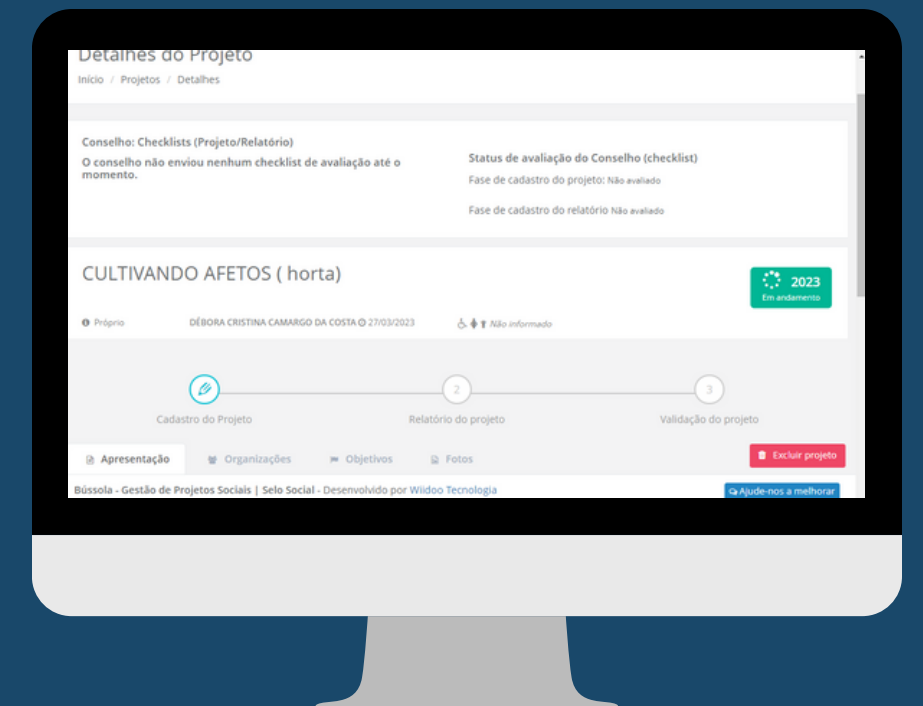 Detalhes do Projeto
Início / Projetos / Detalhes
Conselho: Checklists (Projeto/Relatório)
O conselho não enviou nenhum checklist de avaliação até o
momento.
Status de avaliação do Conselho (checklist)
Fase de cadastro do projeto: Não avaliado
Fase de cadastro do relatório Não avaliado
CULTIVANDO AFETOS ( horta)
2023
Em andamento
Próprio
DÉBORA CRISTINA CAMARGO DA COSTA 27/03/2023
Não informado
2
3
Cadastro do Projeto
Relatório do projeto
Validação do projeto
Apresentação
Organizações
Objetivos
Fotos
Excluir projeto
Bússola - Gestão de Projetos Sociais | Selo Social - Desenvolvido por Wiidoo Tecnologia
Ajude-nos a melhorar